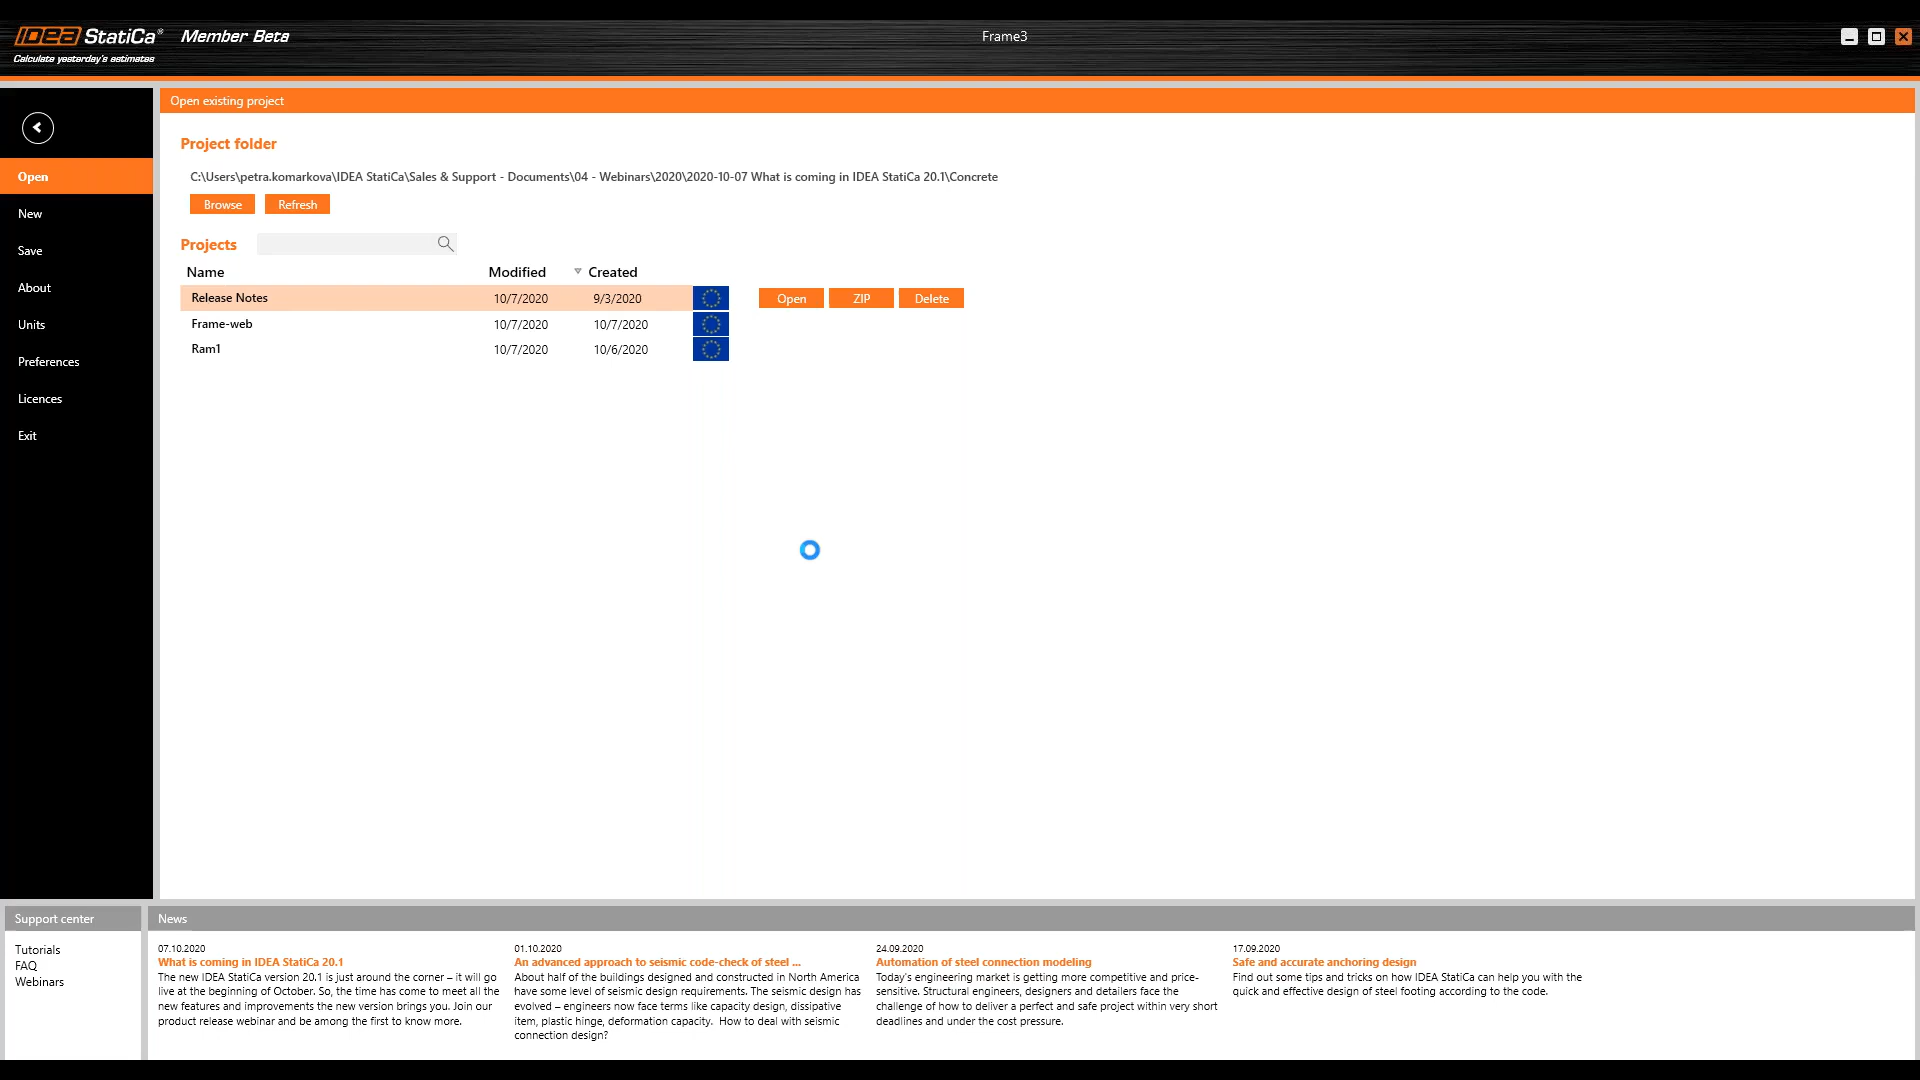 IDEA StatiCa® Member Beta
Calculate yesterday's estimates
Frame3
Open existing project
Open
New
Save
About
Units
Preferences
Licences
Exit
Project folder
C:\Users\petra.komarkova\IDEA StatiCa\Sales & Support - Documents\04 - Webinars\2020\2020-10-07 What is coming in IDEA StatiCa 20.1\Concrete
Browse Refresh
Projects
Name Modified Created
Release Notes 10/7/2020 9/3/2020 Open ZIP Delete
Frame-web 10/7/2020 10/7/2020
Ram1 10/7/2020 10/6/2020
Support center
Tutorials
FAQ
Webinars
News
07.10.2020
What is coming in IDEA StatiCa 20.1
The new IDEA StatiCa version 20.1 is just around the corner – it will go
live at the beginning of October. So, the time has come to meet all the
new features and improvements the new version brings you. Join our
product release webinar and be among the first to know more.
01.10.2020
An advanced approach to seismic code-check of steel ...
About half of the buildings designed and constructed in North America
have some level of seismic design requirements. The seismic design has
evolved – engineers now face terms like capacity design, dissipative
item, plastic hinge, deformation capacity. How to deal with seismic
connection design?
24.09.2020
Automation of steel connection modeling
Today's engineering market is getting more competitive and price-
sensitive. Structural engineers, designers and detailers face the
challenge of how to deliver a perfect and safe project within very short
deadlines and under the cost pressure.
17.09.2020
Safe and accurate anchoring design
Find out some tips and tricks on how IDEA StatiCa can help you with the
quick and effective design of steel footing according to the code.